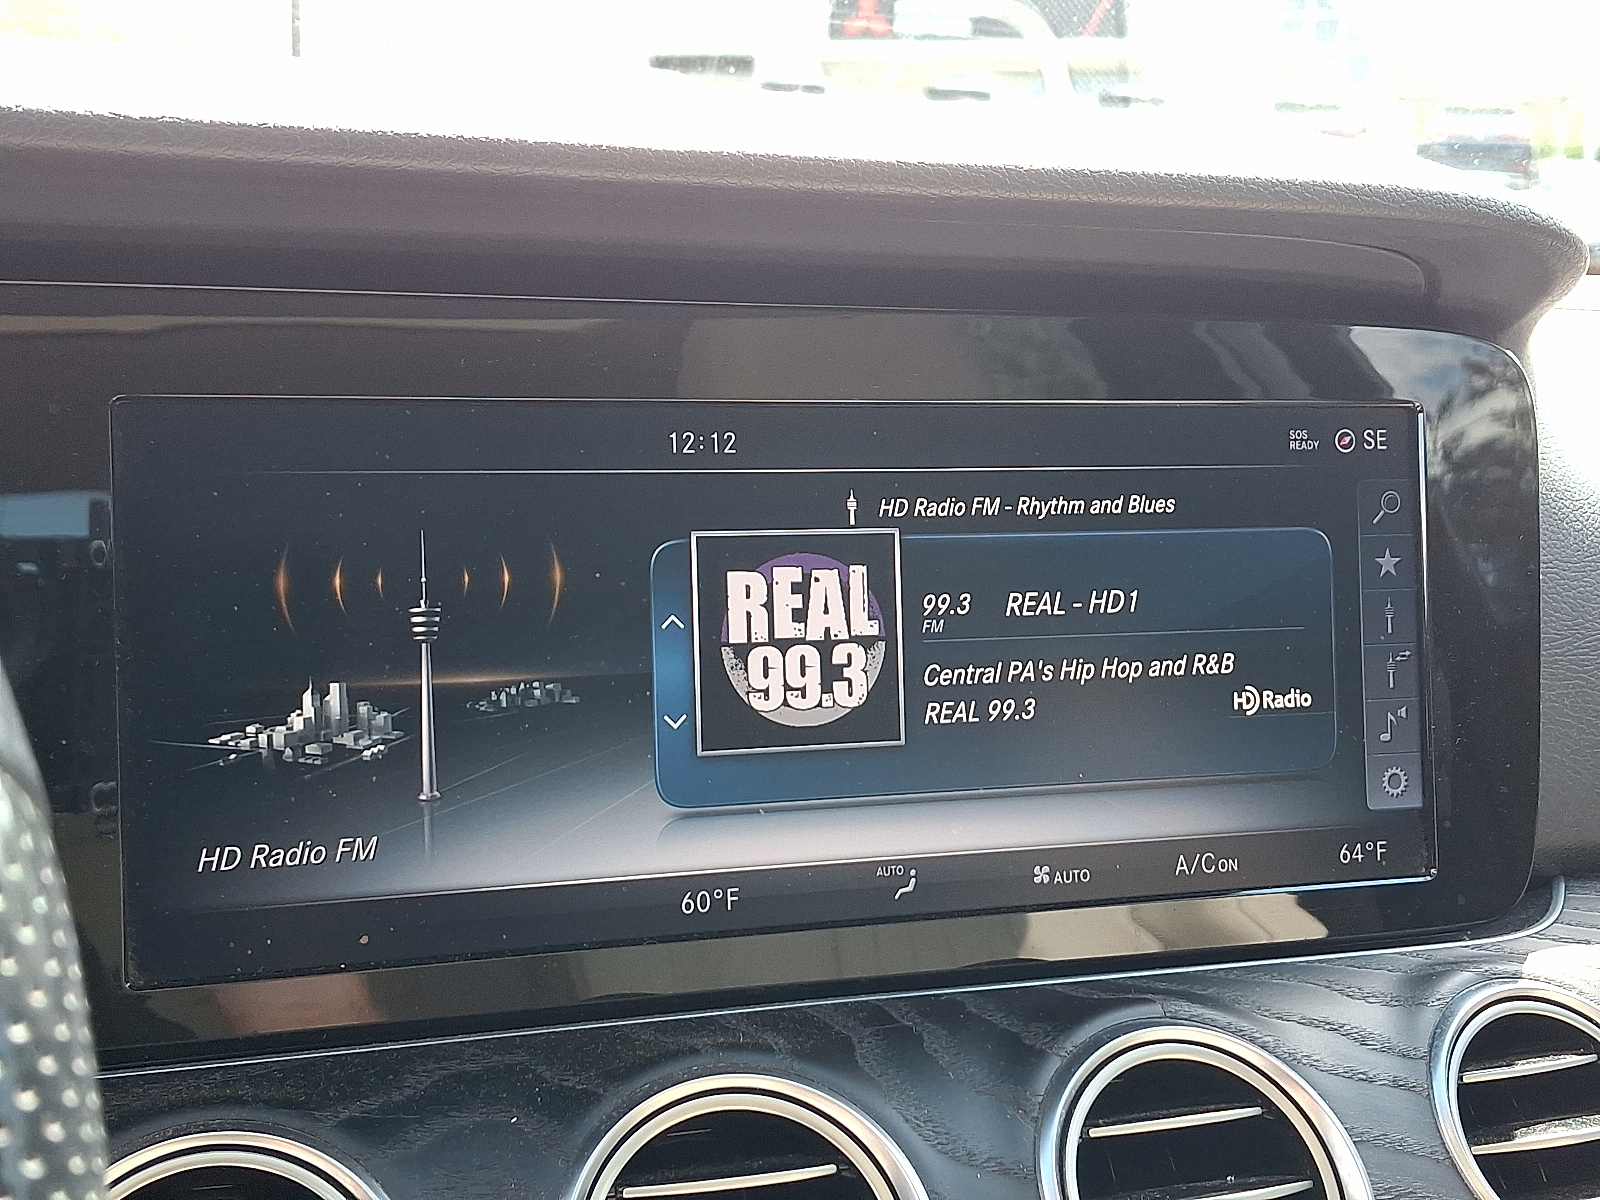 12:12
SOS
READY
SE
HD Radio FM - Rhythm and Blues
REAL
99.3
99.3 REAL - HD1
FM
Central PA's Hip Hop and R&B
REAL 99.3
HD Radio
HD Radio FM
60°F
AUTO
AUTO
A/C ON
64°F